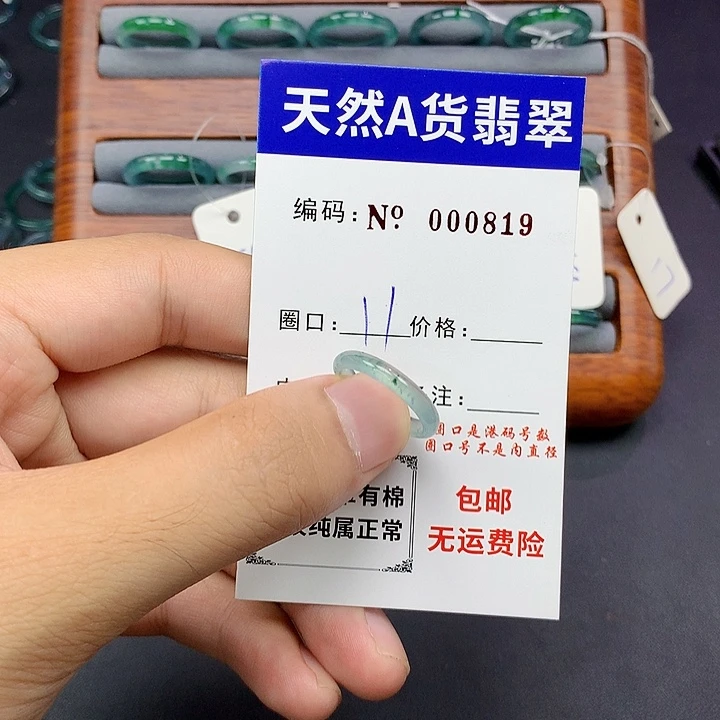 天然A货翡翠
编码: Nº 000819
圈口: 11 价格:
注:
圈口是港码号数
圈口号不是内直径
有棉
纯属正常
包邮
无运费险